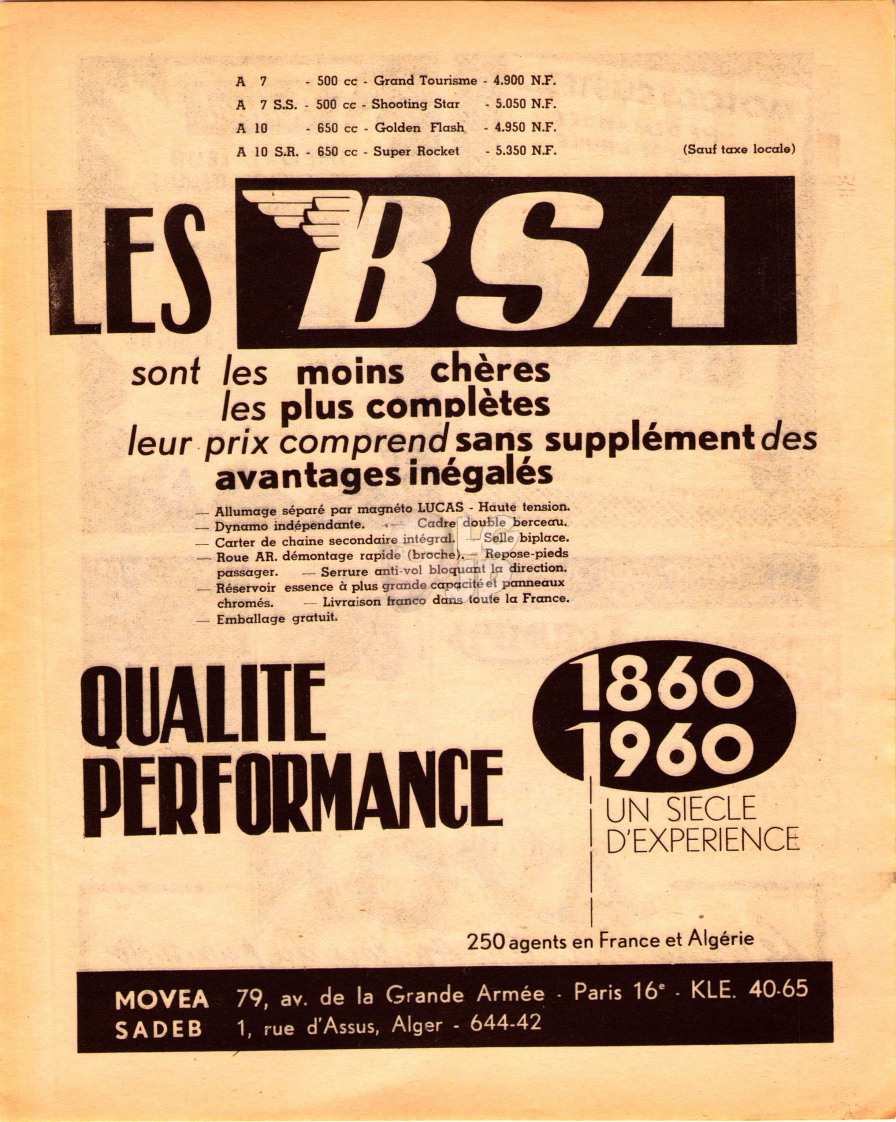 A 7 - 500 cc - Grand Tourisme - 4.900 N.F.
A 7 S.S. - 500 cc - Shooting Star - 5.050 N.F.
A 10 - 650 cc - Golden Flash - 4.950 N.F.
A 10 S.R. - 650 cc - Super Rocket - 5.350 N.F. (Sauf taxe locale)
LES BSA
sont les moins chères
les plus complètes
leur prix comprend sans supplément des
avantages inégalés
— Allumage séparé par magnéto LUCAS - Haute tension.
— Dynamo indépendante. — Cadre double berceau.
— Carter de chaine secondaire intégral. — Selle biplace.
— Roue AR. démontage rapide (broche). — Repose-pieds
passager. — Serrure anti-vol bloquant la direction.
— Réservoir essence à plus grande capacité et panneaux
chromés. — Livraison franco dans toute la France.
— Emballage gratuit.
QUALITE
PERFORMANCE
1860
1960
UN SIECLE
D'EXPERIENCE
250 agents en France et Algérie
MOVEA 79, av. de la Grande Armée - Paris 16e - KLE. 40-65
SADEB 1, rue d'Assus, Alger - 644-42